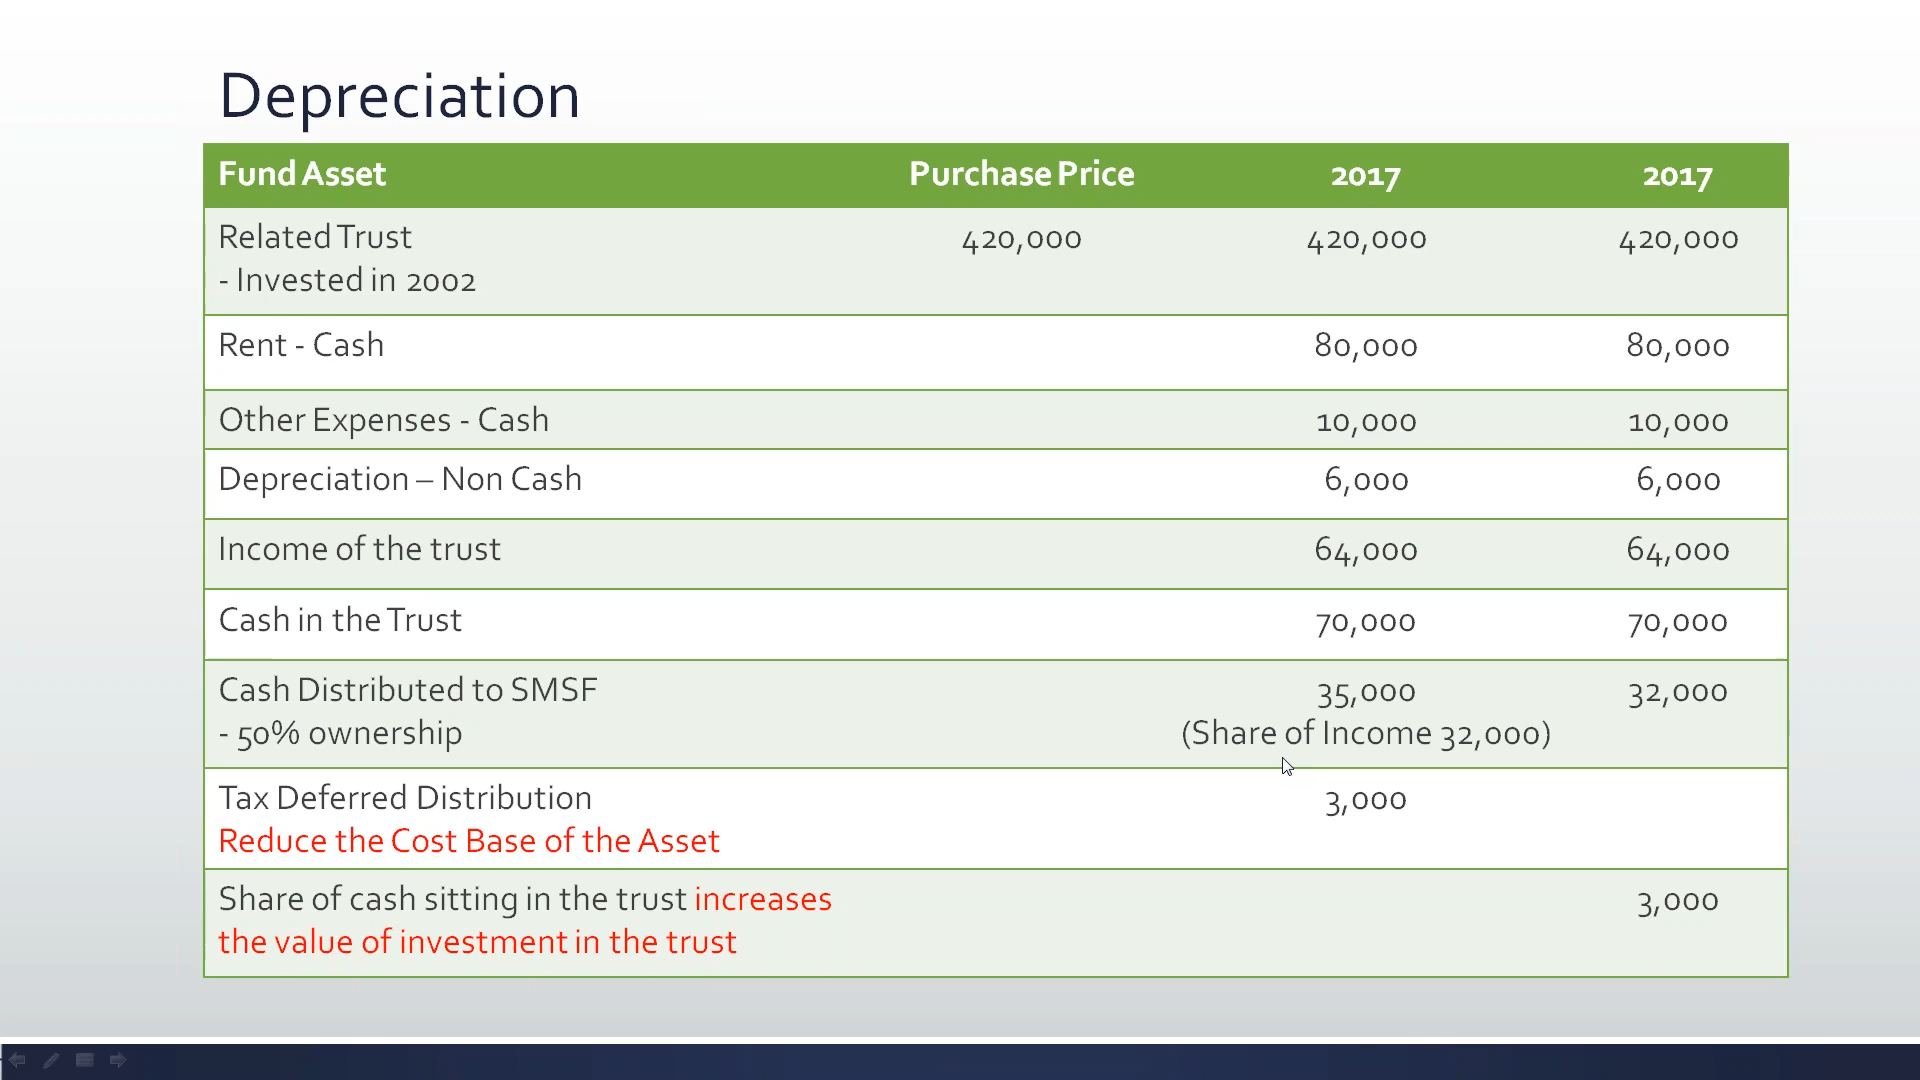 Depreciation
Fund Asset Purchase Price 2017 2017
Related Trust 420,000 420,000 420,000
- Invested in 2002
Rent - Cash 80,000 80,000
Other Expenses - Cash 10,000 10,000
Depreciation – Non Cash 6,000 6,000
Income of the trust 64,000 64,000
Cash in the Trust 70,000 70,000
Cash Distributed to SMSF 35,000 32,000
- 50% ownership (Share of Income 32,000)
Tax Deferred Distribution 3,000
Reduce the Cost Base of the Asset
Share of cash sitting in the trust increases 3,000
the value of investment in the trust